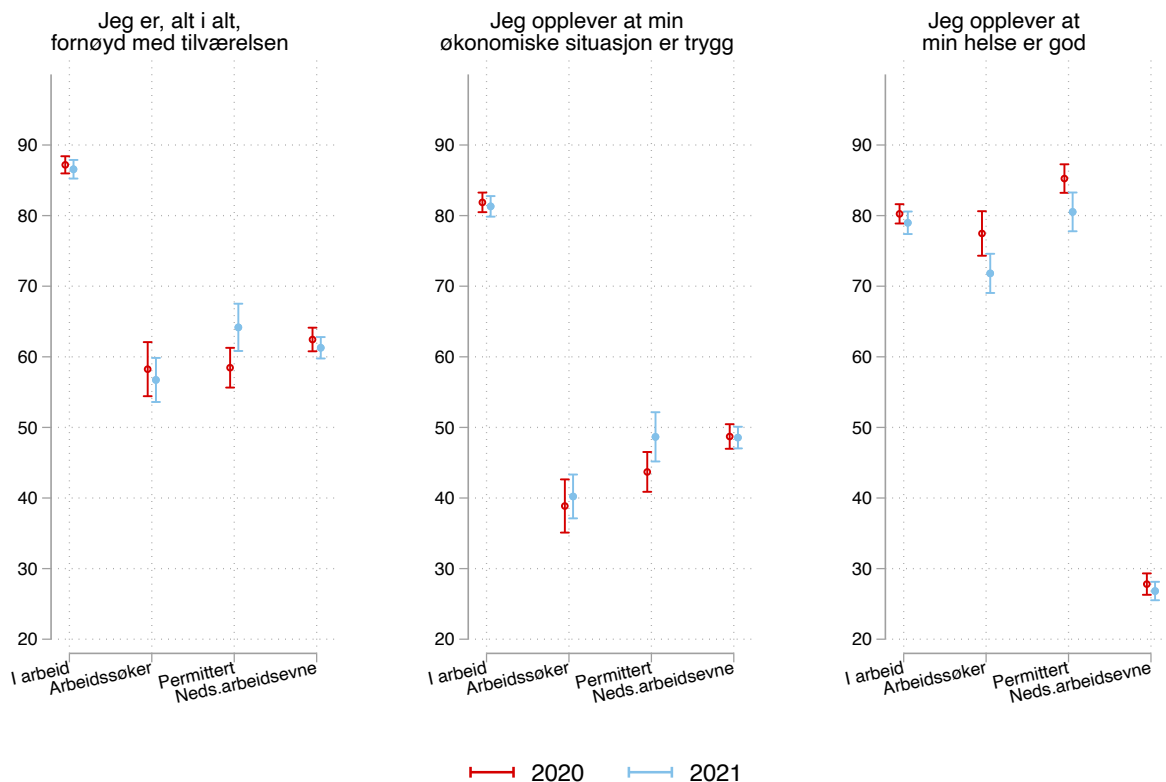 Jeg er, alt i alt,
fornøyd med tilværelsen
90
80
70
60
50
40
30
20
I arbeid
Arbeidssøker
Permittert
Neds.arbeidsevne
Jeg opplever at min
økonomiske situasjon er trygg
90
80
70
60
50
40
30
20
I arbeid
Arbeidssøker
Permittert
Neds.arbeidsevne
Jeg opplever at
min helse er god
90
80
70
60
50
40
30
20
I arbeid
Arbeidssøker
Permittert
Neds.arbeidsevne
2020
2021